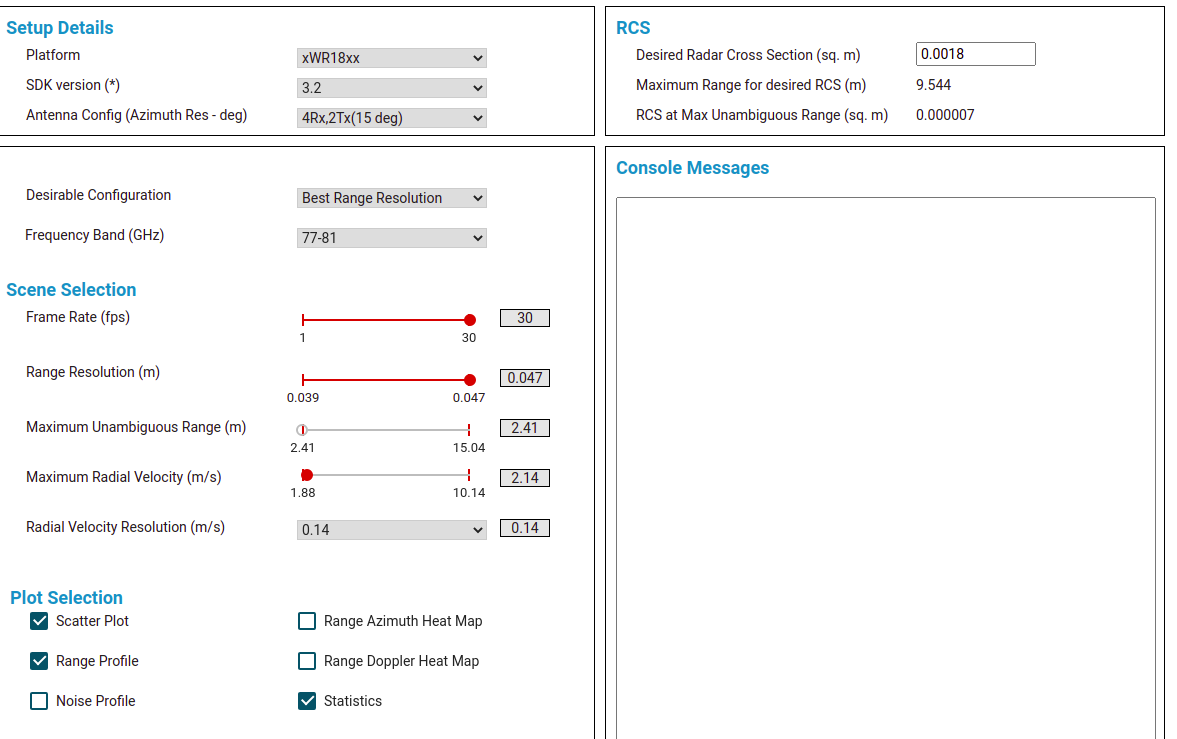 Setup Details
Platform xWR18xx
SDK version (*) 3.2
Antenna Config (Azimuth Res - deg) 4Rx,2Tx(15 deg)
RCS
Desired Radar Cross Section (sq. m) 0.0018
Maximum Range for desired RCS (m) 9.544
RCS at Max Unambiguous Range (sq. m) 0.000007
Desirable Configuration Best Range Resolution
Frequency Band (GHz) 77-81
Scene Selection
Frame Rate (fps) 30
1 30
Range Resolution (m) 0.047
0.039 0.047
Maximum Unambiguous Range (m) 2.41
2.41 15.04
Maximum Radial Velocity (m/s) 2.14
1.88 10.14
Radial Velocity Resolution (m/s) 0.14 0.14
Plot Selection
Scatter Plot Range Azimuth Heat Map
Range Profile Range Doppler Heat Map
Noise Profile Statistics
Console Messages